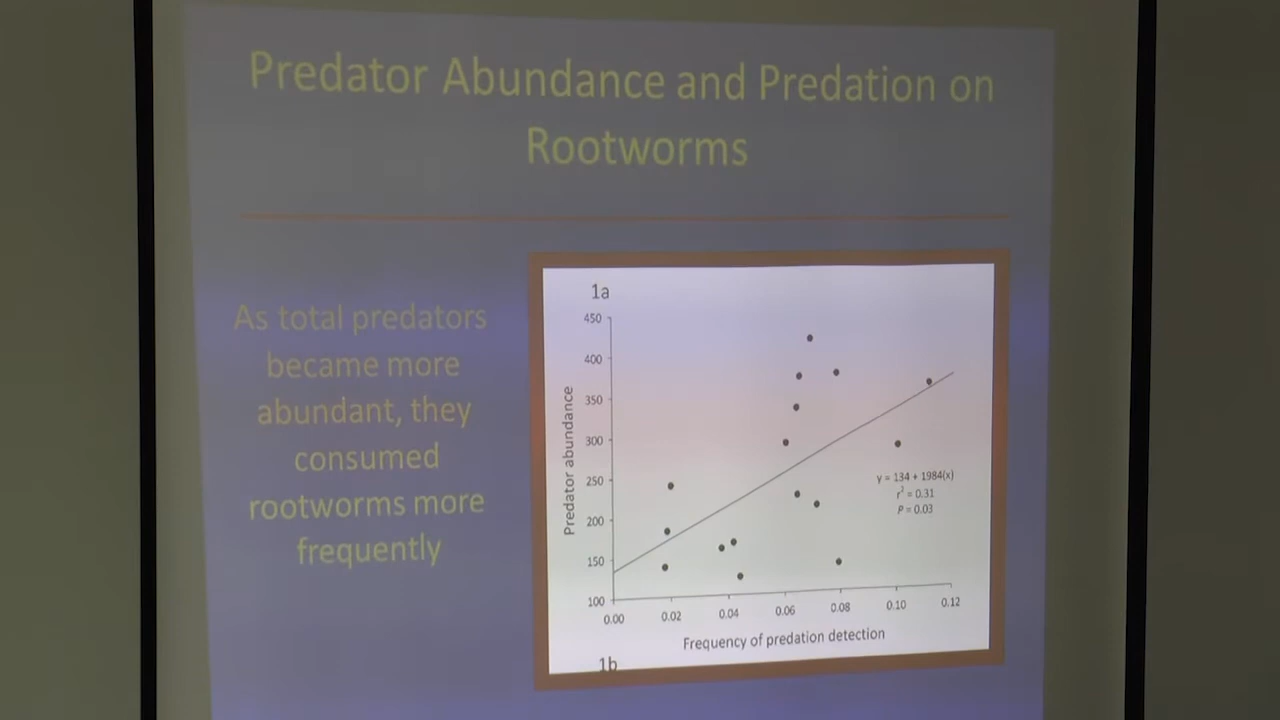 Predator Abundance and Predation on
Rootworms
As total predators
became more
abundant, they
consumed
rootworms more
frequently
1a
450
400
350
300
250
200
150
100
Predator abundance
y = 134 + 1984(x)
r² = 0.31
P = 0.03
0.00 0.02 0.04 0.06 0.08 0.10 0.12
Frequency of predation detection
1b